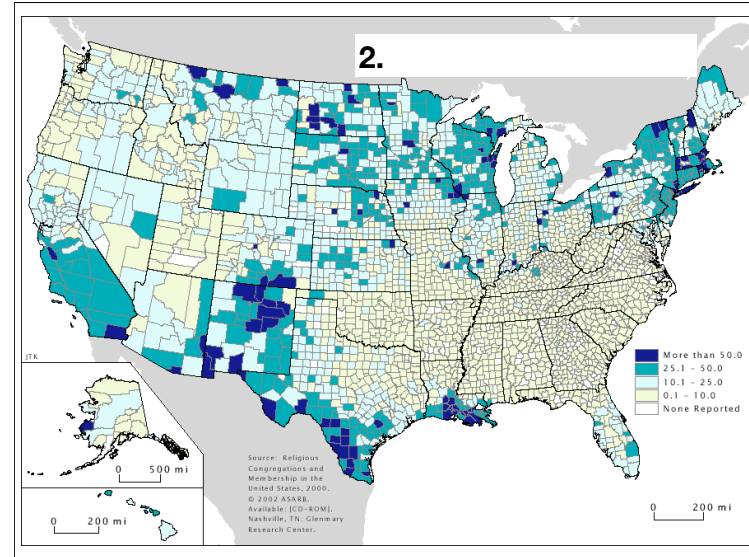 2.
JTK
More than 50.0
25.1 – 50.0
10.1 – 25.0
0.1 – 10.0
None Reported
0 500 mi
Source: Religious
Congregations and
Membership in the
United States, 2000.
© 2002 ASARB.
Available: [CD-ROM].
Nashville, TN: Glenmary
Research Center.
0 200 mi
0 200 mi